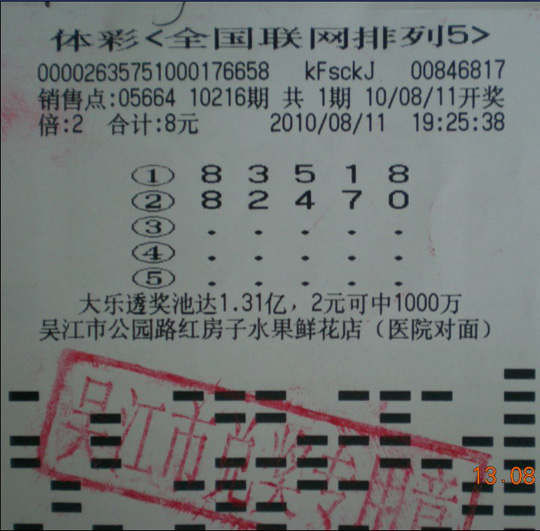 体彩<全国联网排列5>
00002635751000176658 kFsckJ 00846817
销售点:05664 10216期 共 1期 10/08/11开奖
倍:2 合计:8元 2010/08/11 19:25:38
① 8 3 5 1 8
② 8 2 4 7 0
③ . . . . .
④ . . . . .
⑤ . . . . .
大乐透奖池达1.31亿，2元可中1000万
吴江市公园路红房子水果鲜花店（医院对面）
吴江市兑奖专用章
13.08